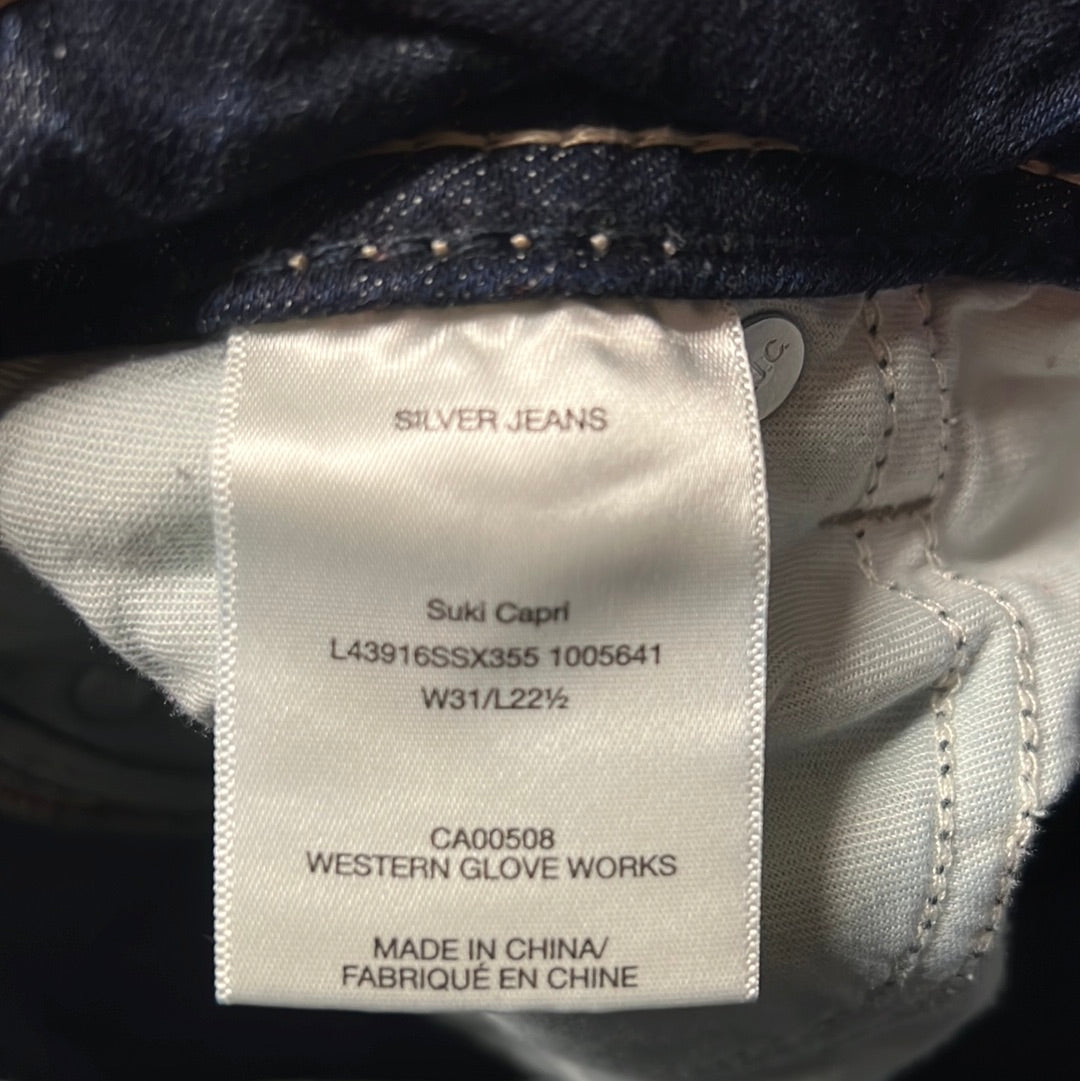 SILVER JEANS
Suki Capri
L43916SSX355 1005641
W31/L22½
CA00508
WESTERN GLOVE WORKS
MADE IN CHINA/
FABRIQUÉ EN CHINE